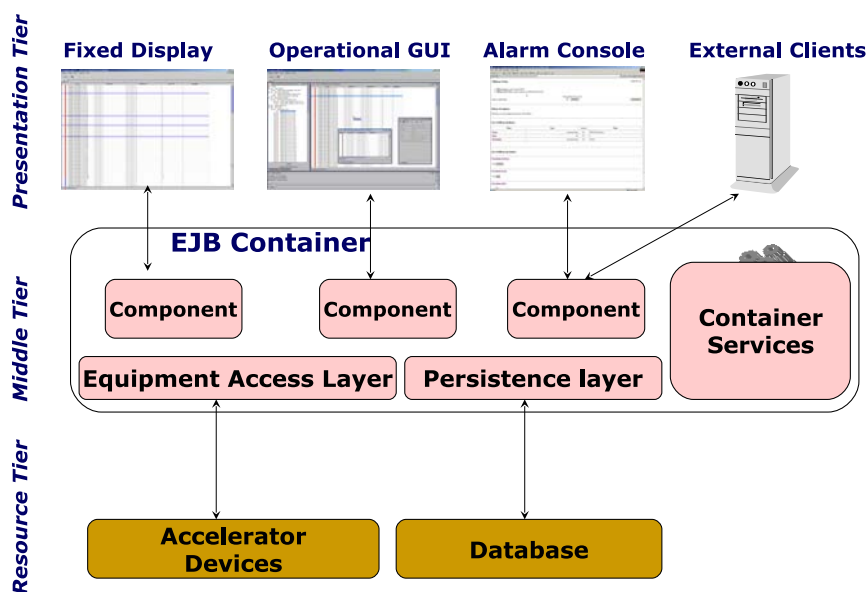 Presentation Tier
Fixed Display
Operational GUI
Alarm Console
External Clients
Middle Tier
EJB Container
Component
Component
Component
Container
Services
Equipment Access Layer
Persistence layer
Resource Tier
Accelerator
Devices
Database